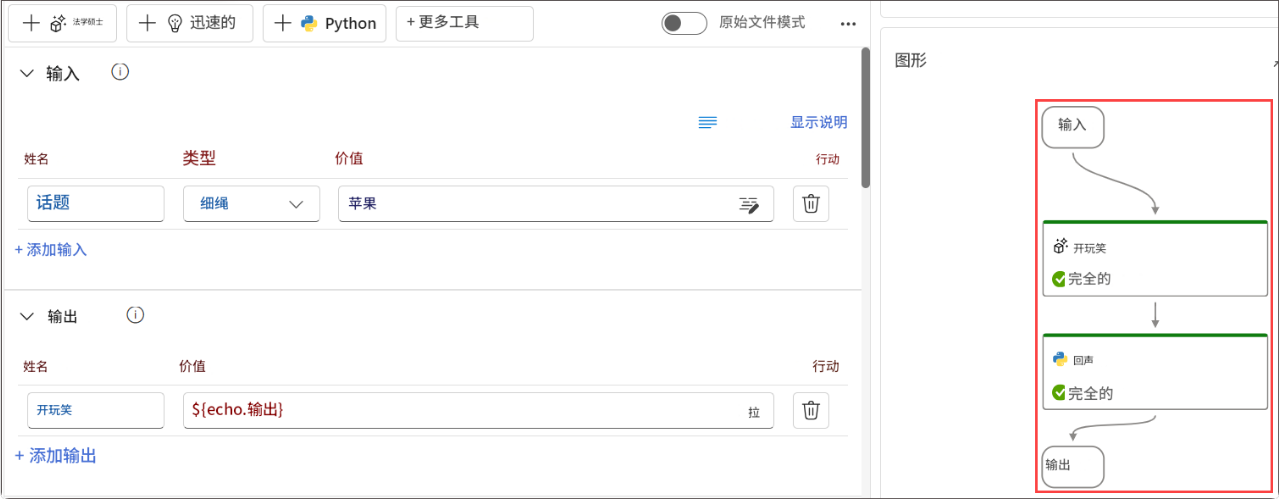 法学硕士 迅速的 Python + 更多工具 原始文件模式
输入
显示说明
姓名 类型 价值 行动
话题 细绳 苹果
+ 添加输入
输出
姓名 价值 行动
开玩笑 ${echo.输出} 拉
+ 添加输出
图形
输入
开玩笑
完全的
回声
完全的
输出